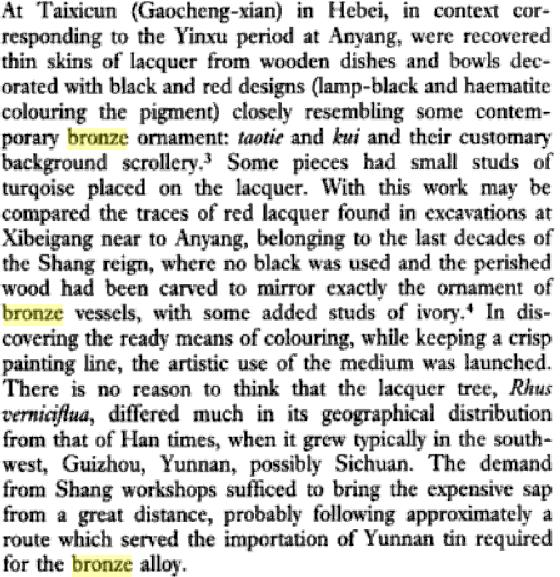 At Taixicun (Gaocheng-xian) in Hebei, in context cor-
responding to the Yinxu period at Anyang, were recovered
thin skins of lacquer from wooden dishes and bowls dec-
orated with black and red designs (lamp-black and haematite
colouring the pigment) closely resembling some contem-
porary bronze ornament: taotie and kui and their customary
background scrollery.³ Some pieces had small studs of
turqoise placed on the lacquer. With this work may be
compared the traces of red lacquer found in excavations at
Xibeigang near to Anyang, belonging to the last decades of
the Shang reign, where no black was used and the perished
wood had been carved to mirror exactly the ornament of
bronze vessels, with some added studs of ivory.⁴ In dis-
covering the ready means of colouring, while keeping a crisp
painting line, the artistic use of the medium was launched.
There is no reason to think that the lacquer tree, Rhus
verniciflua, differed much in its geographical distribution
from that of Han times, when it grew typically in the south-
west, Guizhou, Yunnan, possibly Sichuan. The demand
from Shang workshops sufficed to bring the expensive sap
from a great distance, probably following approximately a
route which served the importation of Yunnan tin required
for the bronze alloy.